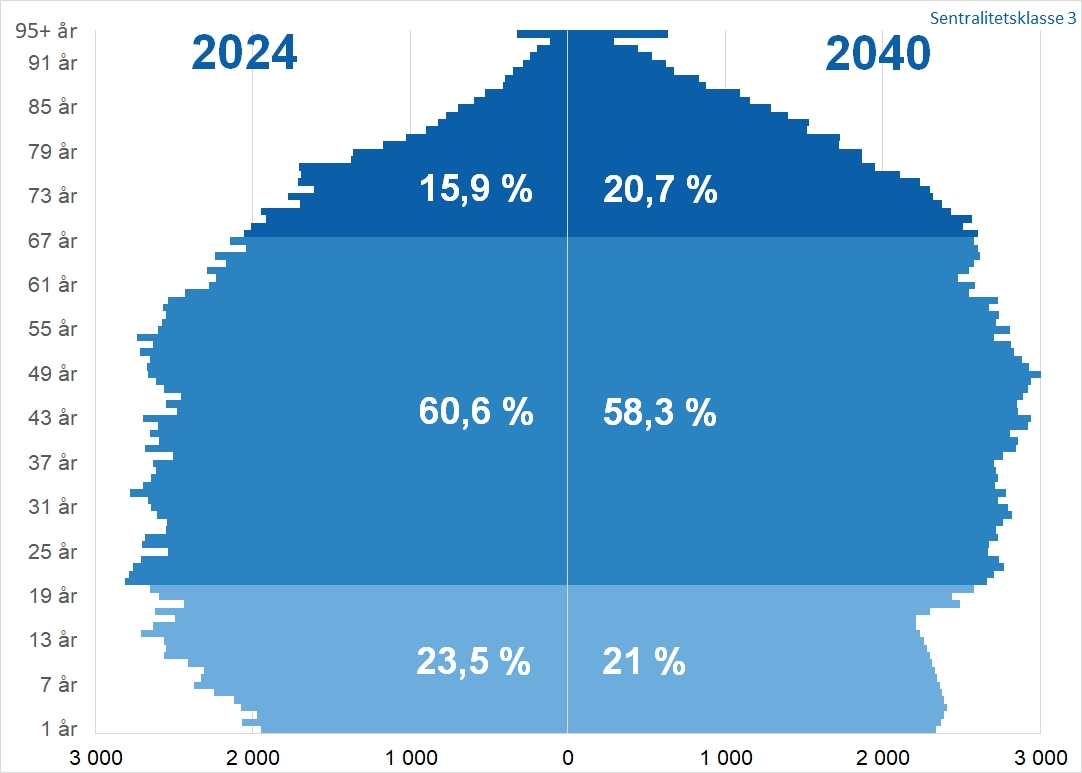 Sentralitetsklasse 3
2024 2040
95+ år
91 år
85 år
79 år
73 år
67 år
61 år
55 år
49 år
43 år
37 år
31 år
25 år
19 år
13 år
7 år
1 år
15,9 % 20,7 %
60,6 % 58,3 %
23,5 % 21 %
3 000 2 000 1 000 0 1 000 2 000 3 000